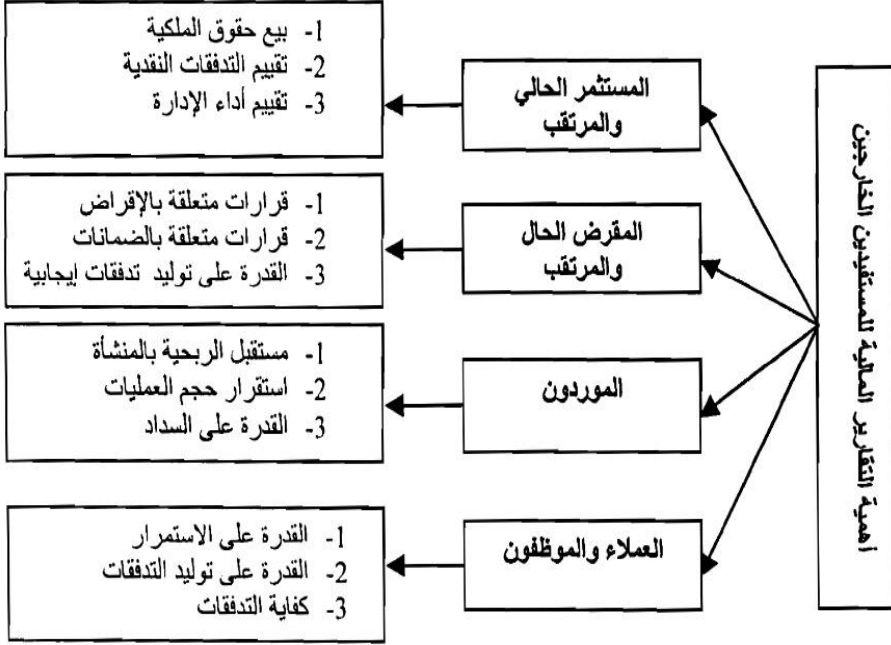 أهمية التقارير المالية للمستفيدين الخارجين
المستثمر الحالي
والمرتقب
1- بيع حقوق الملكية
2- تقييم التدفقات النقدية
3- تقييم أداء الإدارة
المقرض الحال
والمرتقب
1- قرارات متعلقة بالإقراض
2- قرارات متعلقة بالضمانات
3- القدرة على توليد تدفقات إيجابية
الموردون
1- مستقبل الربحية بالمنشأة
2- استقرار حجم العمليات
3- القدرة على السداد
العملاء والموظفون
1- القدرة على الاستمرار
2- القدرة على توليد التدفقات
3- كفاية التدفقات